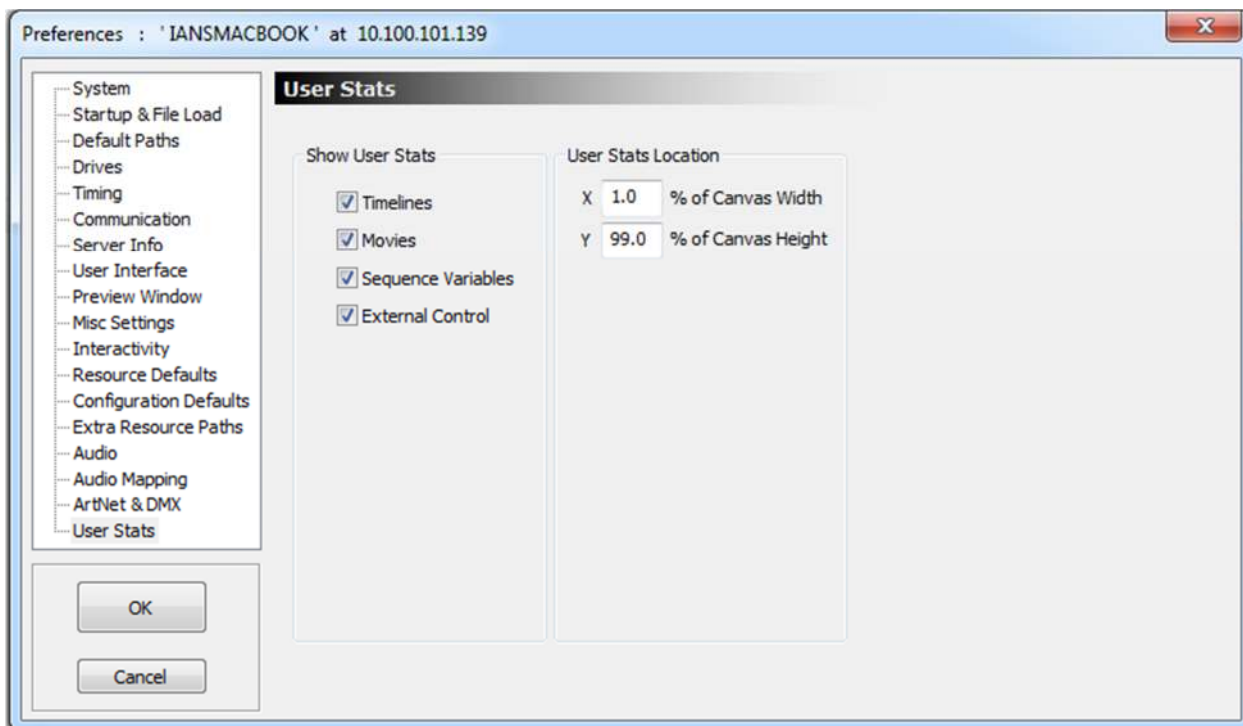 Preferences : ' IANSMACBOOK ' at 10.100.101.139
System
Startup & File Load
Default Paths
Drives
Timing
Communication
Server Info
User Interface
Preview Window
Misc Settings
Interactivity
Resource Defaults
Configuration Defaults
Extra Resource Paths
Audio
Audio Mapping
ArtNet & DMX
User Stats
OK
Cancel
User Stats
Show User Stats
Timelines
Movies
Sequence Variables
External Control
User Stats Location
X 1.0 % of Canvas Width
Y 99.0 % of Canvas Height